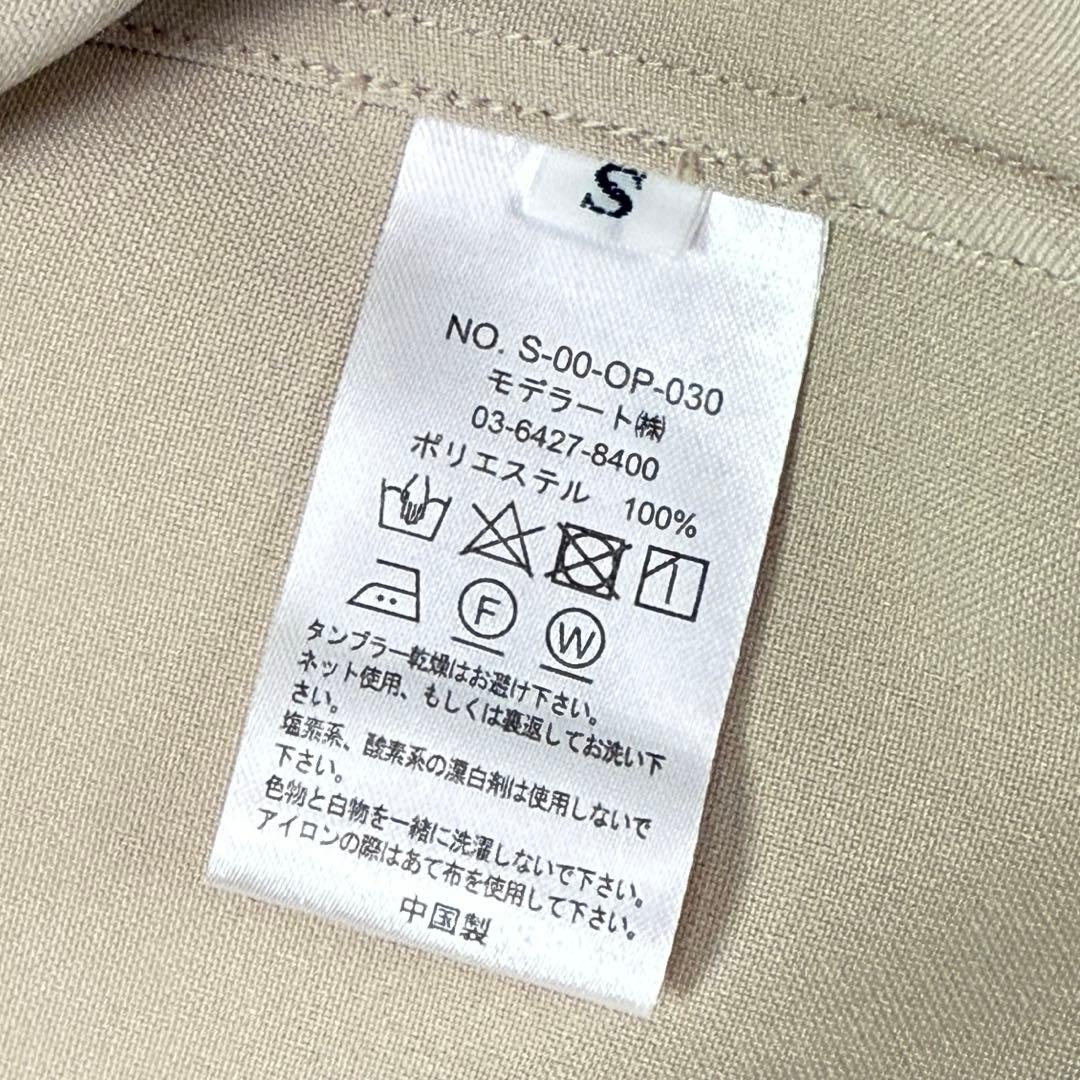 S
NO. S-00-OP-030
モデラート㈱
03-6427-8400
ポリエステル 100%
F W
タンブラー乾燥はお避け下さい。
ネット使用、もしくは裏返してお洗い下
さい。
塩素系、酸素系の漂白剤は使用しないで
下さい。
色物と白物を一緒に洗濯しないで下さい。
アイロンの際はあて布を使用して下さい。
中国製